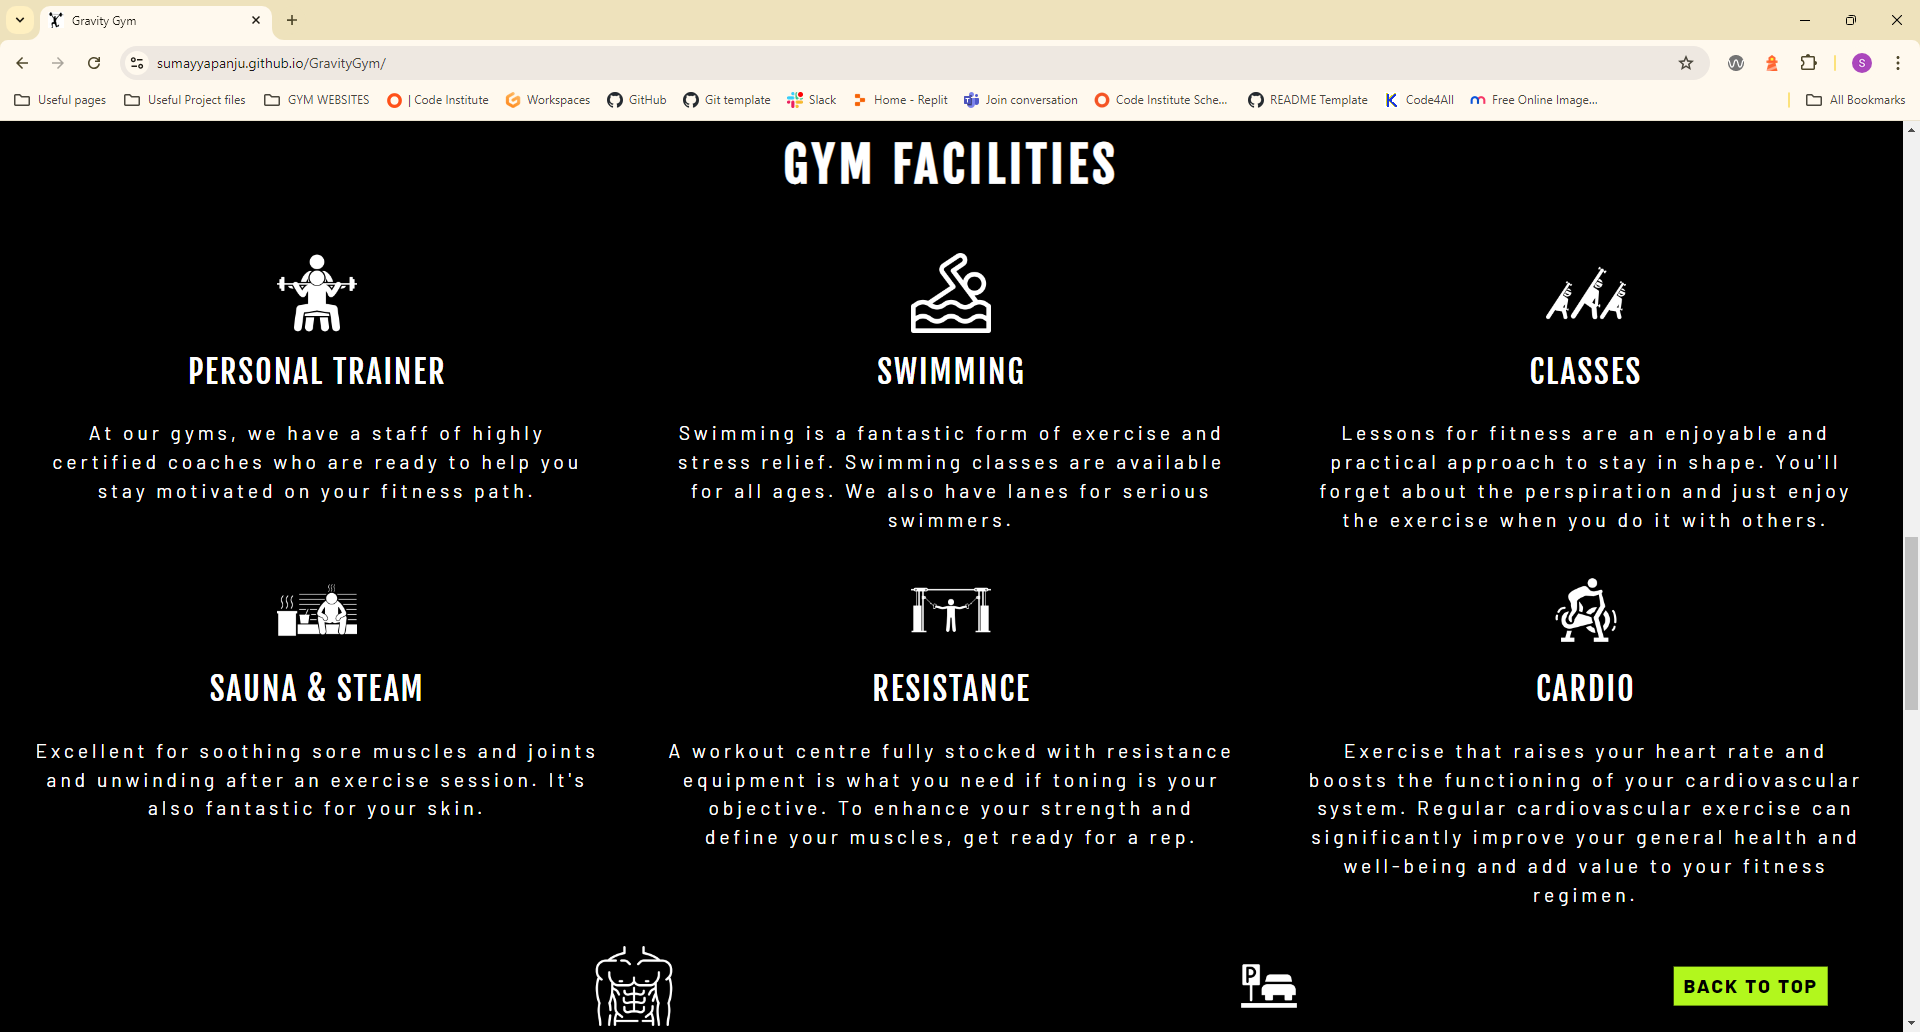 Gravity Gym
sumayyapanju.github.io/GravityGym/
S
Useful pages
Useful Project files
GYM WEBSITES
| Code Institute
Workspaces
GitHub
Git template
Slack
Home - Replit
Join conversation
Code Institute Sche...
README Template
Code4All
Free Online Image...
All Bookmarks
GYM FACILITIES
PERSONAL TRAINER
At our gyms, we have a staff of highly
certified coaches who are ready to help you
stay motivated on your fitness path.
SWIMMING
Swimming is a fantastic form of exercise and
stress relief. Swimming classes are available
for all ages. We also have lanes for serious
swimmers.
CLASSES
Lessons for fitness are an enjoyable and
practical approach to stay in shape. You'll
forget about the perspiration and just enjoy
the exercise when you do it with others.
SAUNA & STEAM
Excellent for soothing sore muscles and joints
and unwinding after an exercise session. It's
also fantastic for your skin.
RESISTANCE
A workout centre fully stocked with resistance
equipment is what you need if toning is your
objective. To enhance your strength and
define your muscles, get ready for a rep.
CARDIO
Exercise that raises your heart rate and
boosts the functioning of your cardiovascular
system. Regular cardiovascular exercise can
significantly improve your general health and
well-being and add value to your fitness
regimen.
P
BACK TO TOP